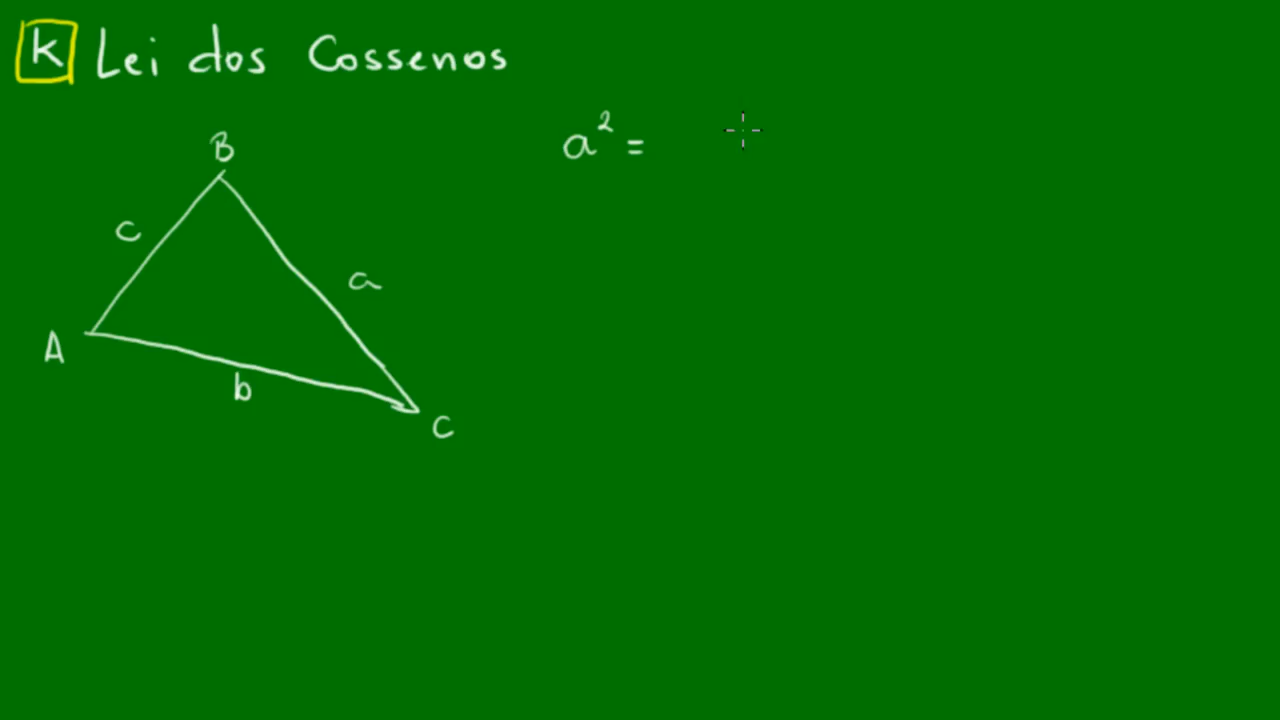 K Lei dos Cossenos
B
a² =
c
a
A
b
C